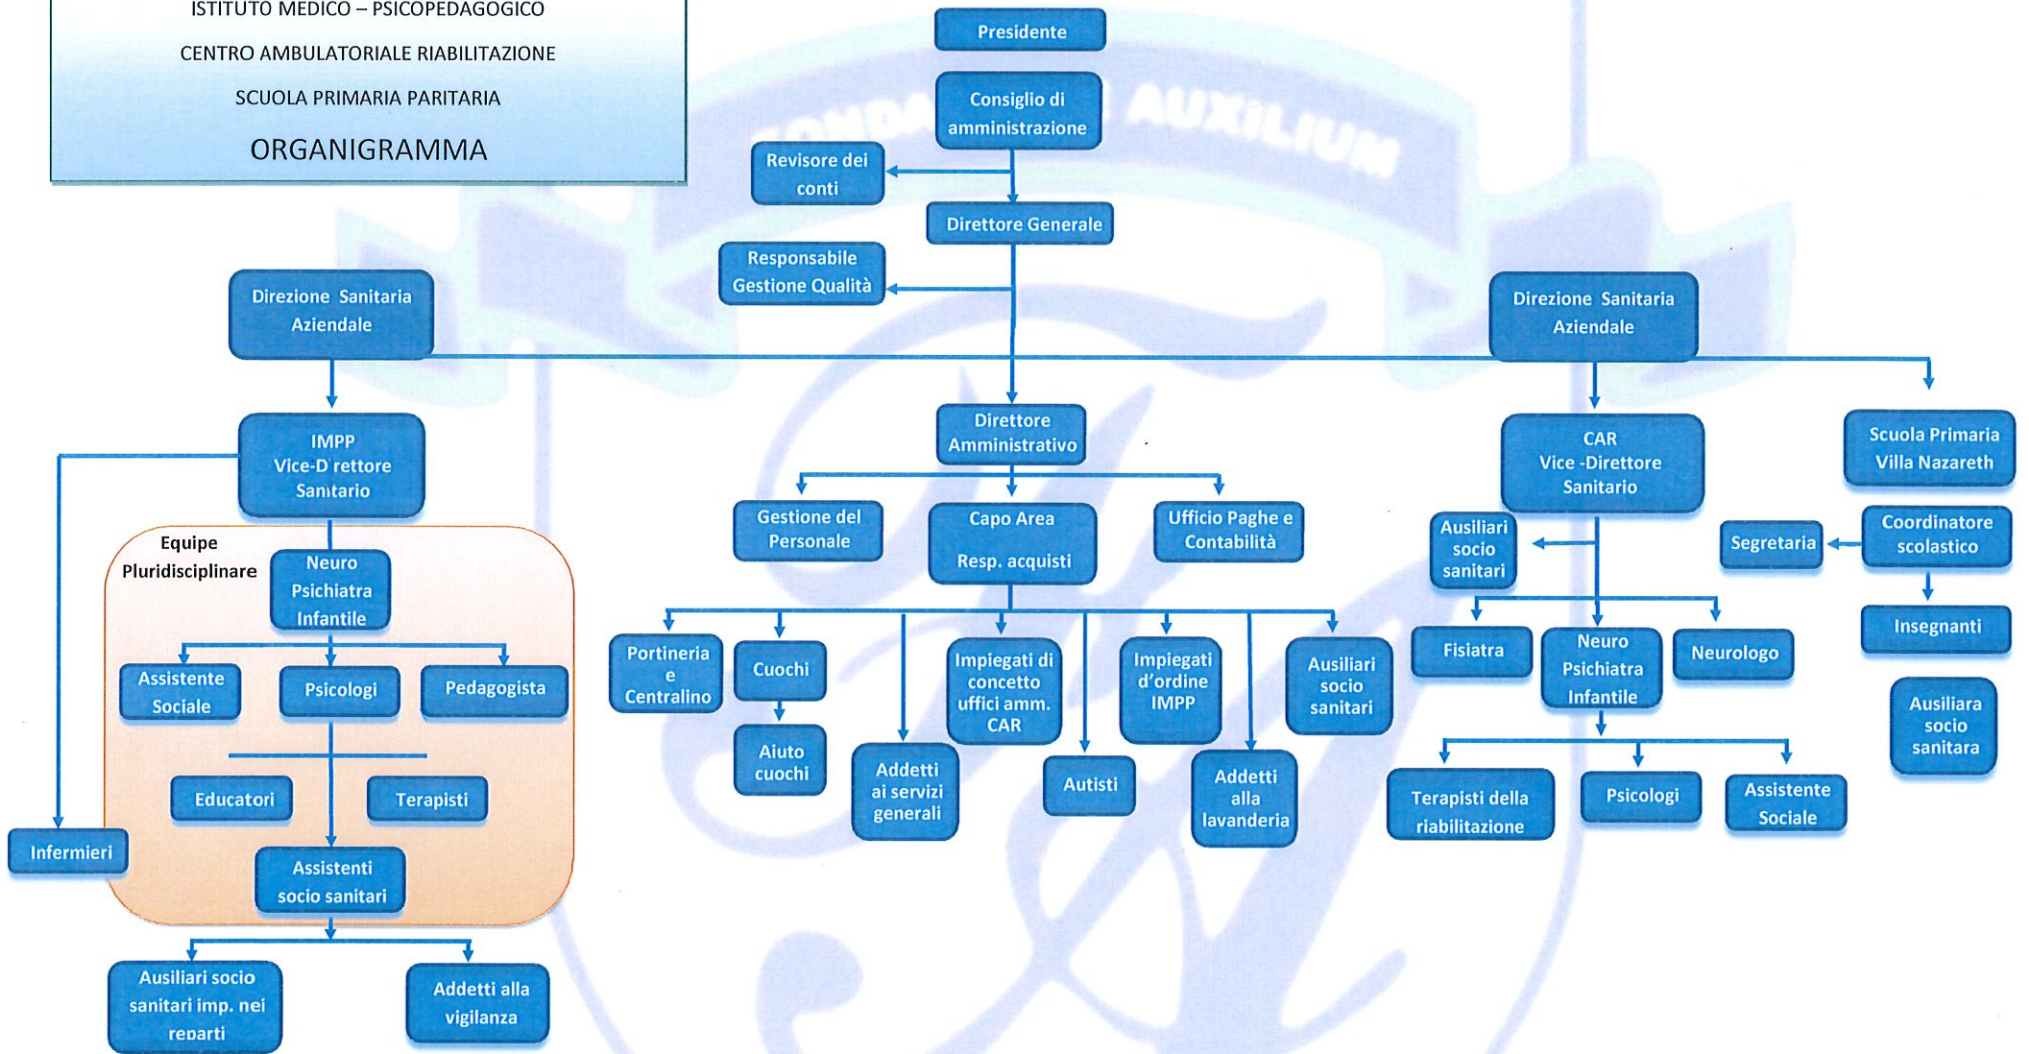 ISTITUTO MEDICO – PSICOPEDAGOGICO
CENTRO AMBULATORIALE RIABILITAZIONE
SCUOLA PRIMARIA PARITARIA
ORGANIGRAMMA
Presidente
Consiglio di
amministrazione
AUXILIUM
Revisore dei
conti
Direttore Generale
Responsabile
Gestione Qualità
Direzione Sanitaria
Aziendale
Direzione Sanitaria
Aziendale
IMPP
Vice-D rettore
Sanitario
Direttore
Amministrativo
CAR
Vice -Direttore
Sanitario
Scuola Primaria
Villa Nazareth
Gestione del
Personale
Capo Area
Resp. acquisti
Ufficio Paghe e
Contabilità
Ausiliari
socio
sanitari
Segretaria
Coordinatore
scolastico
Equipe
Pluridisciplinare
Neuro
Psichiatra
Infantile
Assistente
Sociale
Psicologi
Pedagogista
Portineria
e
Centralino
Cuochi
Impiegati di
concetto
uffici amm.
CAR
Impiegati
d'ordine
IMPP
Ausiliari
socio
sanitari
Fisiatra
Neuro
Psichiatra
Infantile
Neurologo
Insegnanti
Ausiliara
socio
sanitara
Aiuto
cuochi
Addetti
ai servizi
generali
Autisti
Addetti
alla
lavanderia
Terapisti della
riabilitazione
Psicologi
Assistente
Sociale
Educatori
Terapisti
Infermieri
Assistenti
socio sanitari
Ausiliari socio
sanitari imp. nei
reparti
Addetti alla
vigilanza